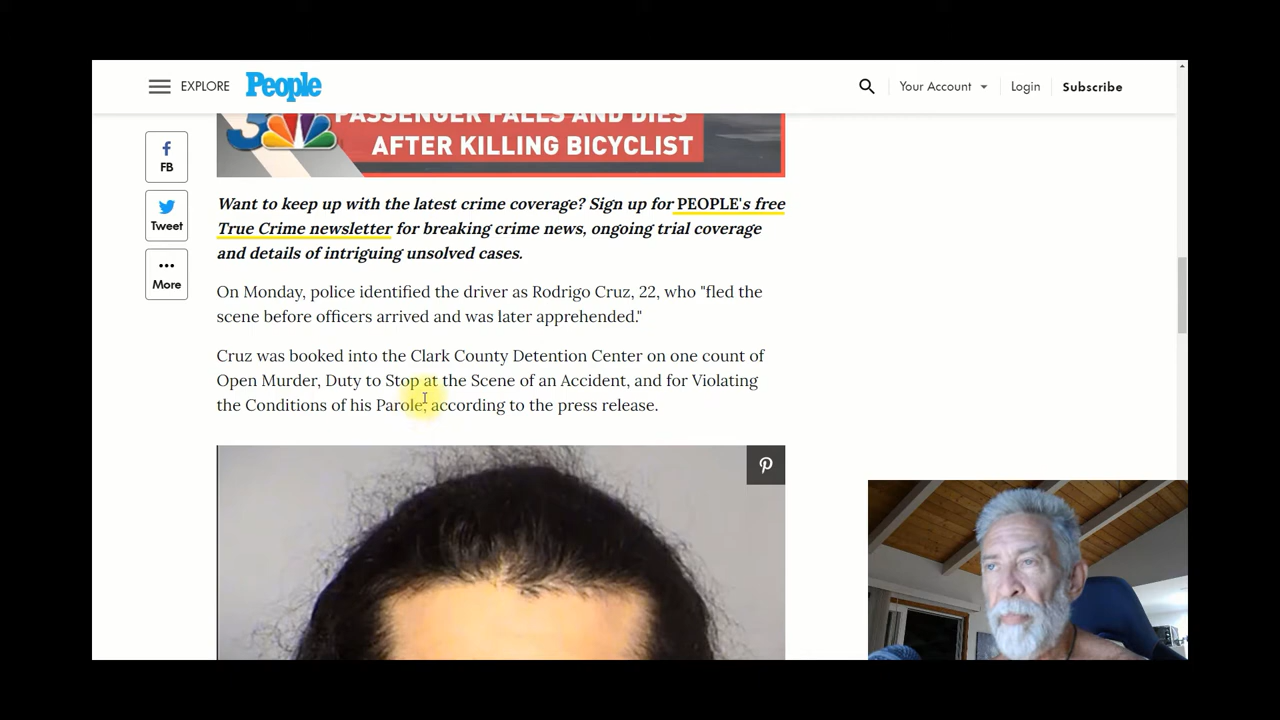 EXPLORE People Your Account Login Subscribe
PASSENGER FALLS AND DIES
3 AFTER KILLING BICYCLIST
FB
Tweet
More
Want to keep up with the latest crime coverage? Sign up for PEOPLE's free
True Crime newsletter for breaking crime news, ongoing trial coverage
and details of intriguing unsolved cases.
On Monday, police identified the driver as Rodrigo Cruz, 22, who "fled the
scene before officers arrived and was later apprehended."
Cruz was booked into the Clark County Detention Center on one count of
Open Murder, Duty to Stop at the Scene of an Accident, and for Violating
the Conditions of his Parole, according to the press release.